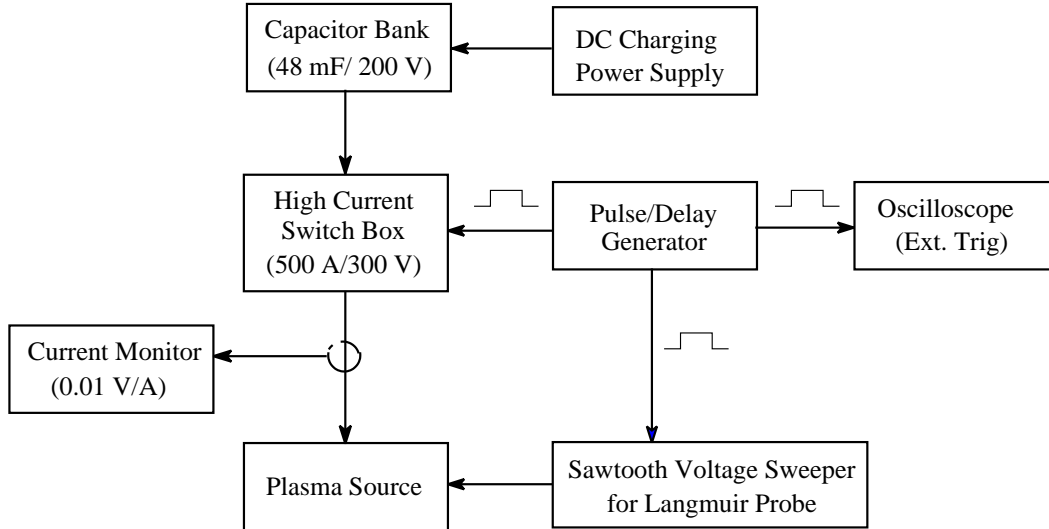 Capacitor Bank
(48 mF/ 200 V)
DC Charging
Power Supply
High Current
Switch Box
(500 A/300 V)
Pulse/Delay
Generator
Oscilloscope
(Ext. Trig)
Current Monitor
(0.01 V/A)
Plasma Source
Sawtooth Voltage Sweeper
for Langmuir Probe